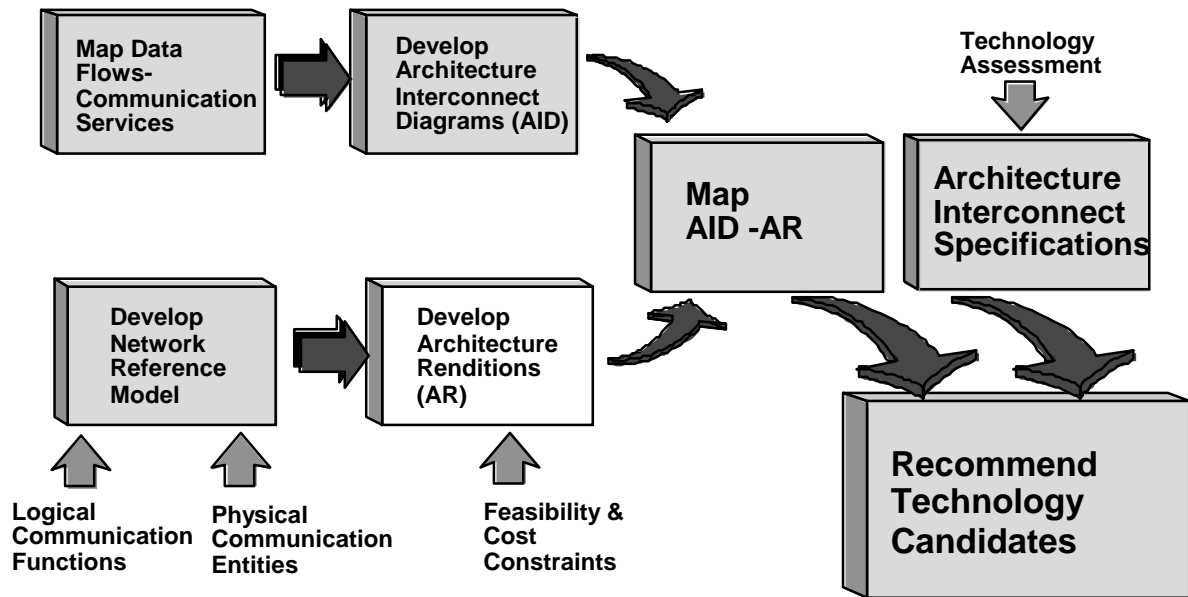 Map Data
Flows-
Communication
Services
Develop
Architecture
Interconnect
Diagrams (AID)
Technology
Assessment
Map
AID -AR
Architecture
Interconnect
Specifications
Develop
Network
Reference
Model
Develop
Architecture
Renditions
(AR)
Logical
Communication
Functions
Physical
Communication
Entities
Feasibility &
Cost
Constraints
Recommend
Technology
Candidates